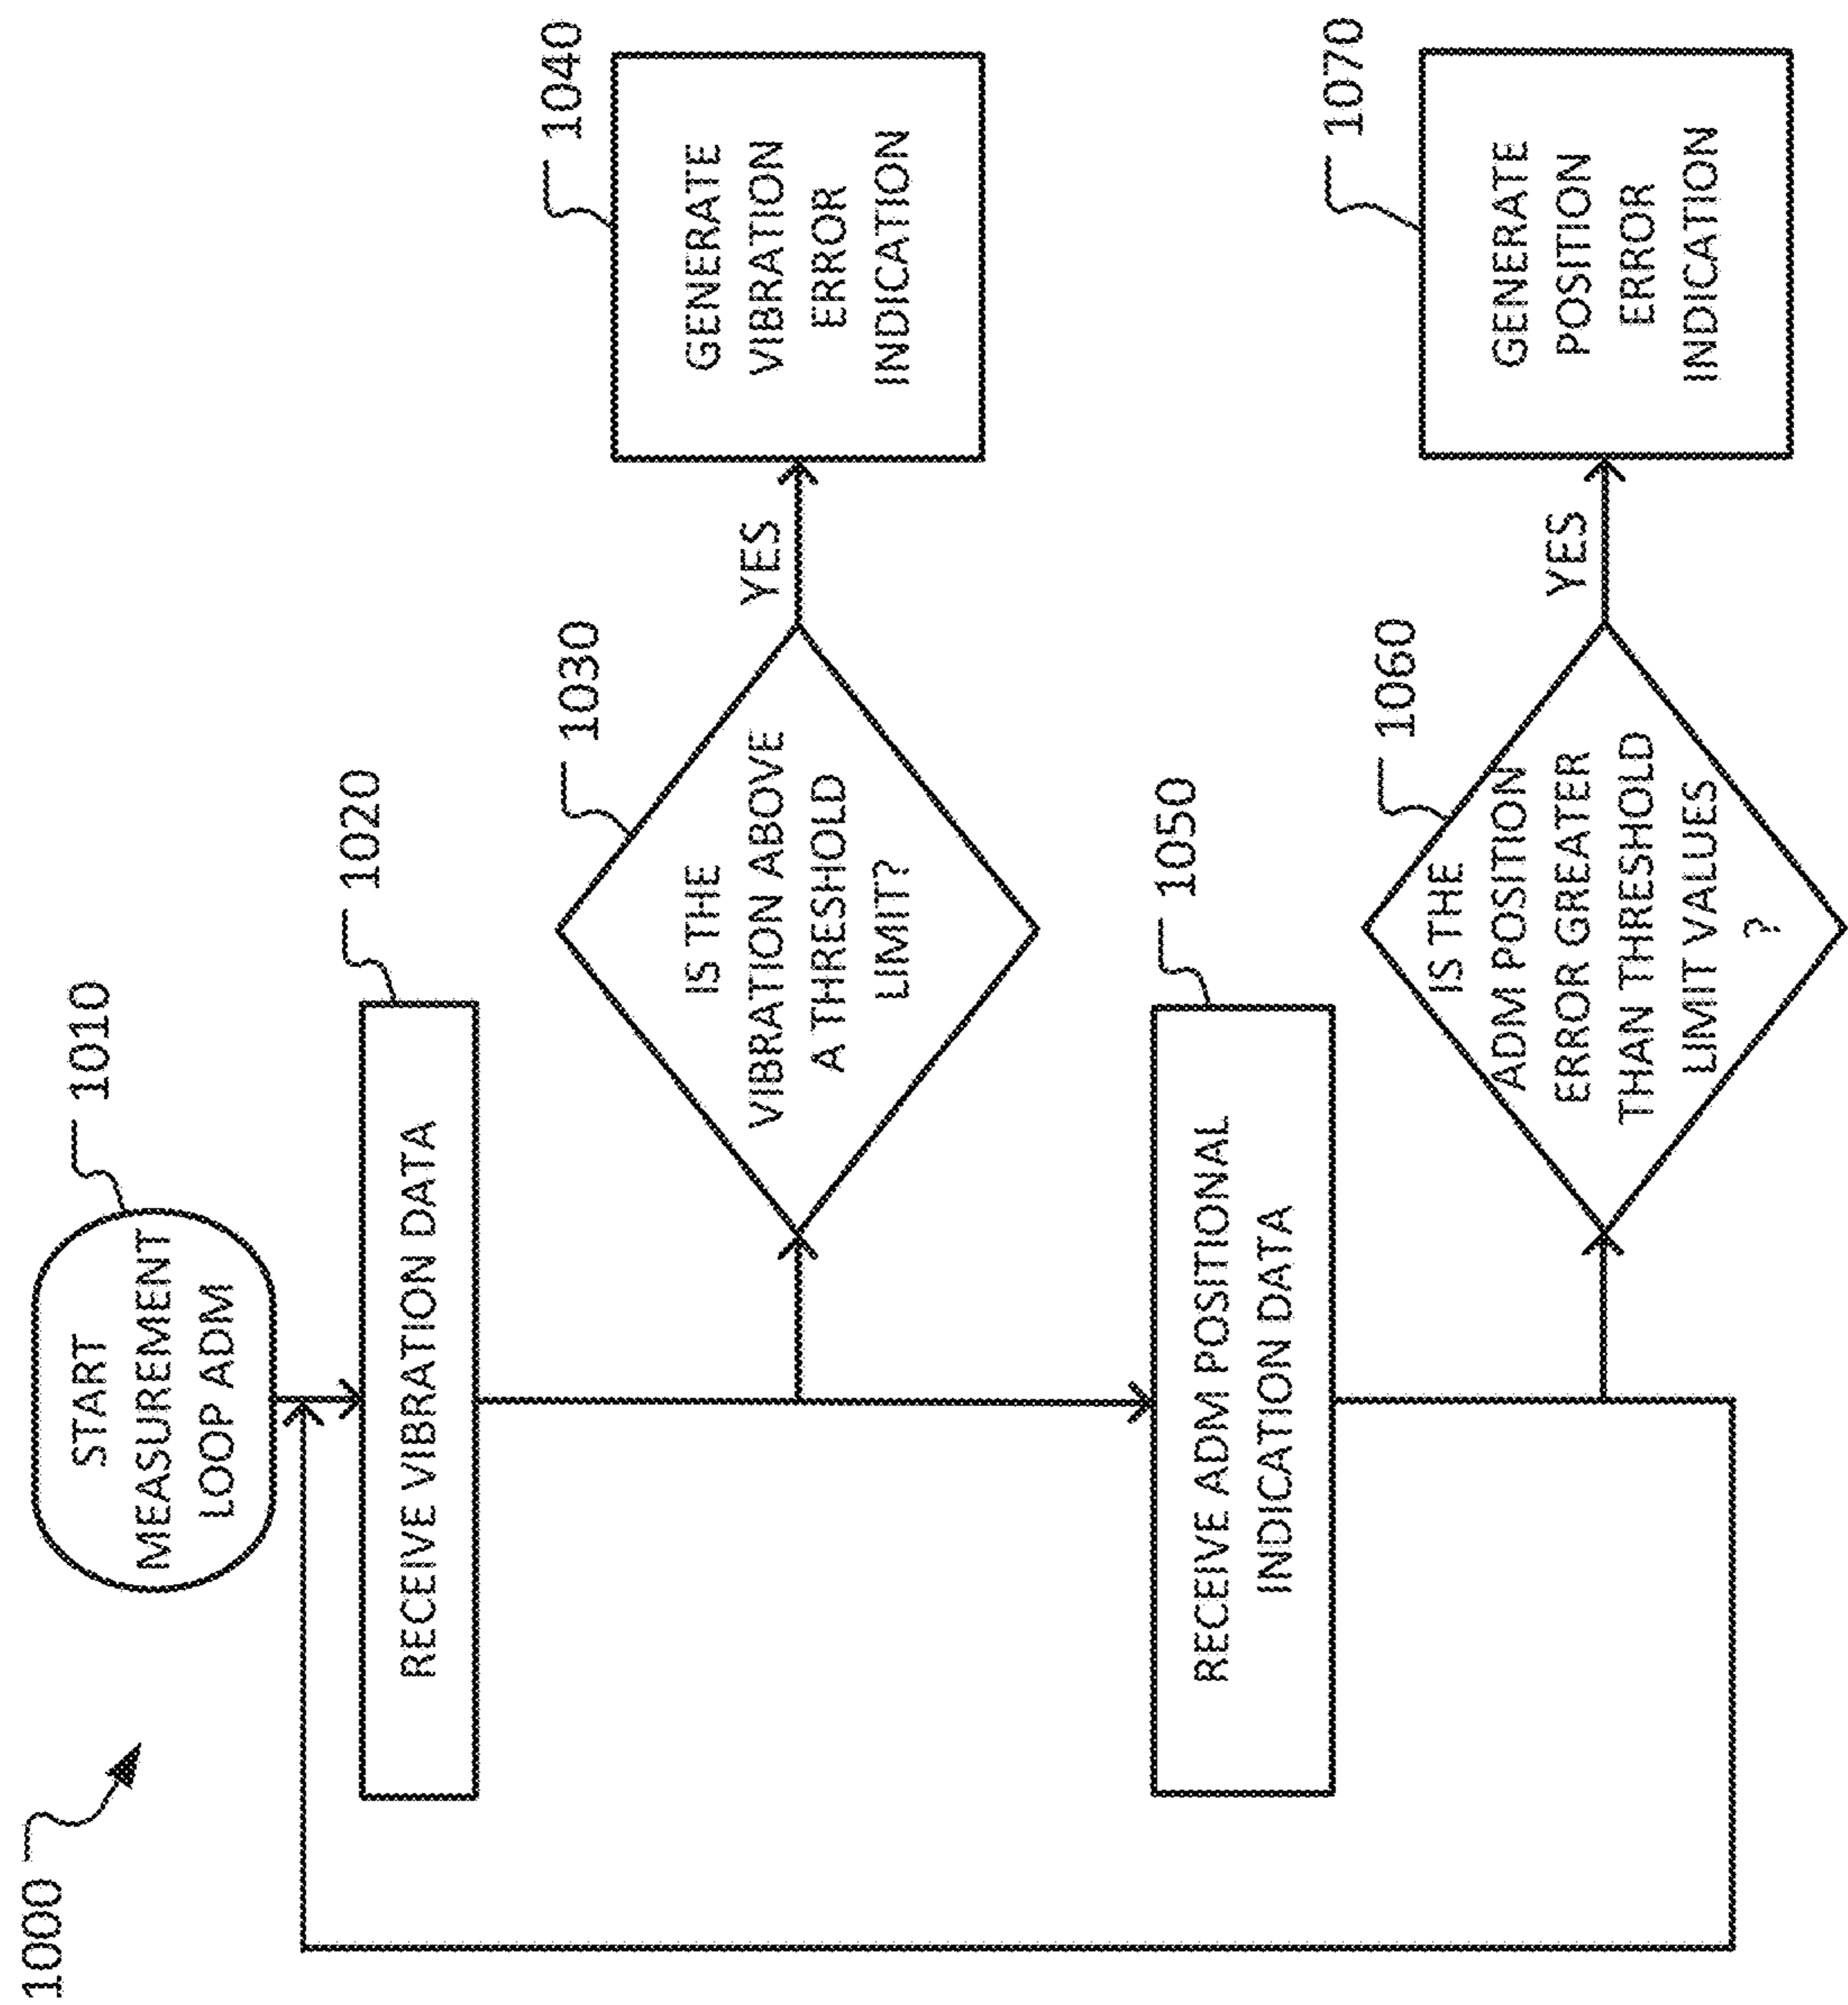 1000
START
MEASUREMENT
LOOP ADM
1010
RECEIVE VIBRATION DATA
1020
IS THE
VIBRATION ABOVE
A THRESHOLD
LIMIT?
1030
YES
GENERATE
VIBRATION
ERROR
INDICATION
1040
RECEIVE ADM POSITIONAL
INDICATION DATA
1050
IS THE
ADM POSITION
ERROR GREATER
THAN THRESHOLD
LIMIT VALUES
?
1060
YES
GENERATE
POSITION
ERROR
INDICATION
1070